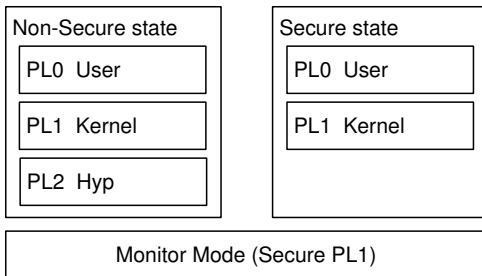 Non-Secure state
PL0 User
PL1 Kernel
PL2 Hyp
Secure state
PL0 User
PL1 Kernel
Monitor Mode (Secure PL1)